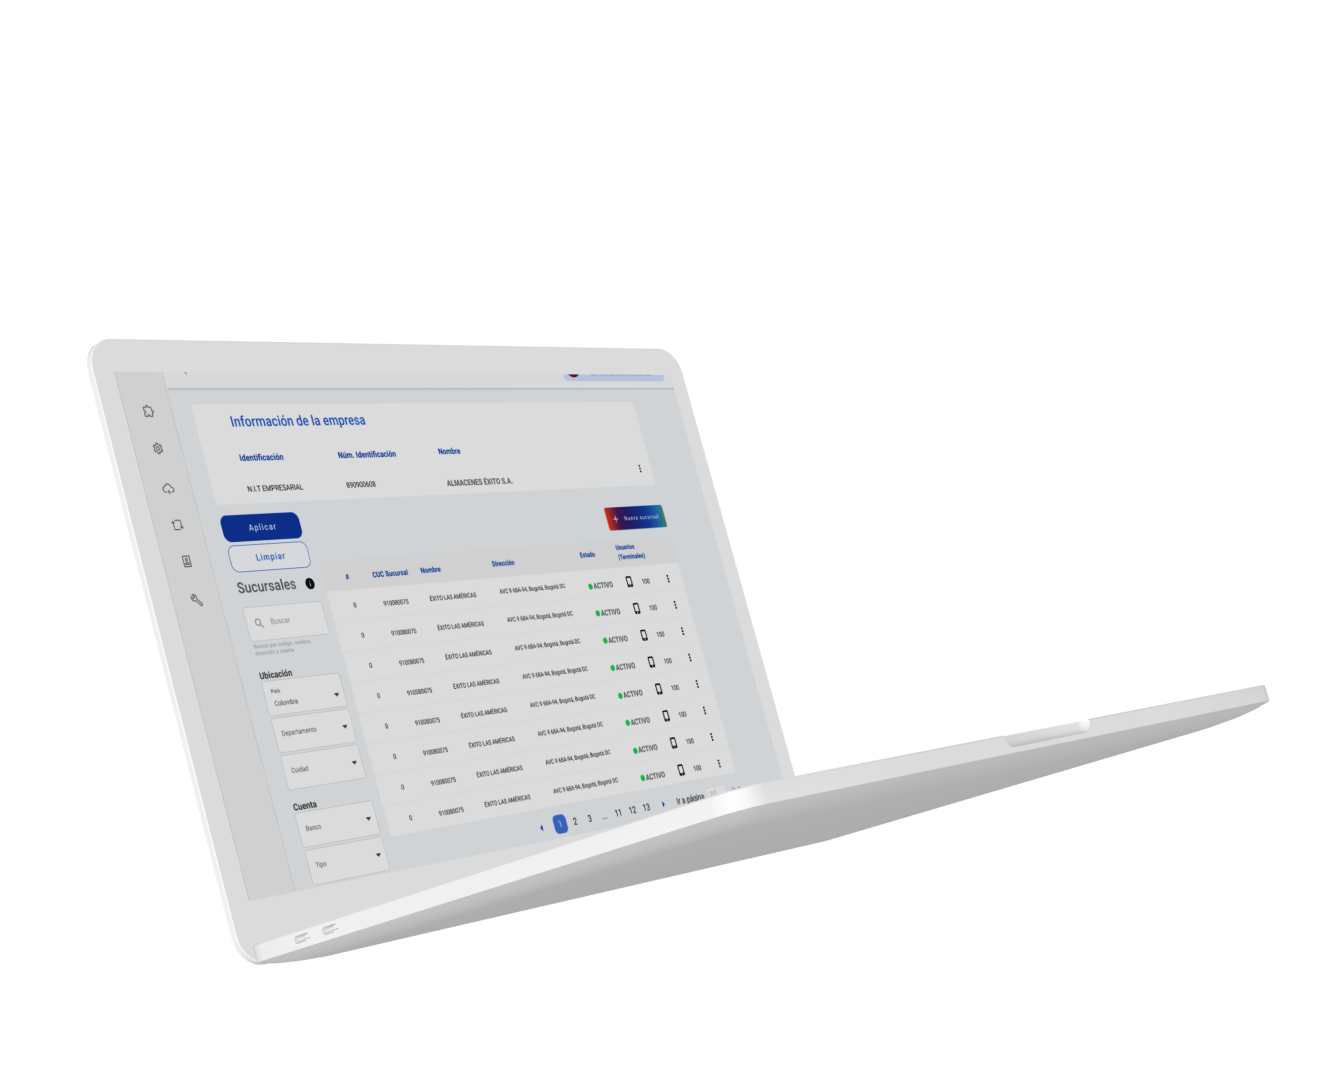 Información de la empresa
Identificación Núm. Identificación Nombre
N.I.T EMPRESARIAL 890900608 ALMACENES ÉXITO S.A.
Aplicar
Limpiar
+ Nueva sucursal
Sucursales
Buscar
Buscar por código, nombre,
dirección y cuenta
Ubicación
País
Colombia
Departamento
Cuidad
Cuenta
Banco
Tipo
# CUC Sucursal Nombre Dirección Estado Usuarios
(Terminales)
0 910080075 ÉXITO LAS AMÉRICAS AVC 9 68A-94, Bogotá, Bogotá DC ACTIVO 100
0 910080075 ÉXITO LAS AMÉRICAS AVC 9 68A-94, Bogotá, Bogotá DC ACTIVO 100
0 910080075 ÉXITO LAS AMÉRICAS AVC 9 68A-94, Bogotá, Bogotá DC ACTIVO 100
0 910080075 ÉXITO LAS AMÉRICAS AVC 9 68A-94, Bogotá, Bogotá DC ACTIVO 100
0 910080075 ÉXITO LAS AMÉRICAS AVC 9 68A-94, Bogotá, Bogotá DC ACTIVO 100
0 910080075 ÉXITO LAS AMÉRICAS AVC 9 68A-94, Bogotá, Bogotá DC ACTIVO 100
0 910080075 ÉXITO LAS AMÉRICAS AVC 9 68A-94, Bogotá, Bogotá DC ACTIVO 100
0 910080075 ÉXITO LAS AMÉRICAS AVC 9 68A-94, Bogotá, Bogotá DC ACTIVO 100
1 2 3 ... 11 12 13 Ir a página